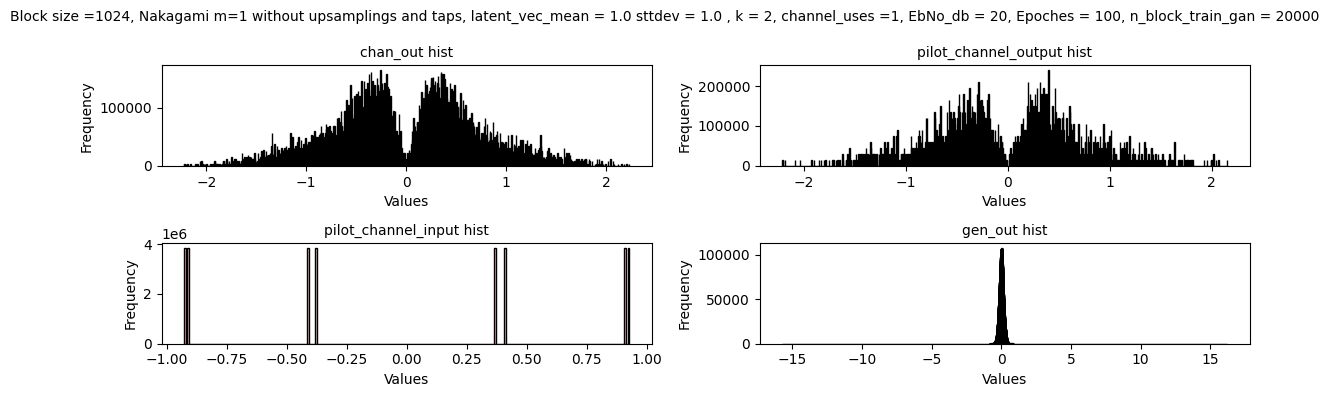 Block size =1024, Nakagami m=1 without upsamplings and taps, latent_vec_mean = 1.0 sttdev = 1.0 , k = 2, channel_uses =1, EbNo_db = 20, Epoches = 100, n_block_train_gan = 20000
chan_out hist
Frequency
100000
0
−2 −1 0 1 2
Values
pilot_channel_output hist
Frequency
200000
100000
0
−2 −1 0 1 2
Values
pilot_channel_input hist
1e6
Frequency
4
2
0
−1.00 −0.75 −0.50 −0.25 0.00 0.25 0.50 0.75 1.00
Values
gen_out hist
Frequency
100000
50000
0
−15 −10 −5 0 5 10 15
Values